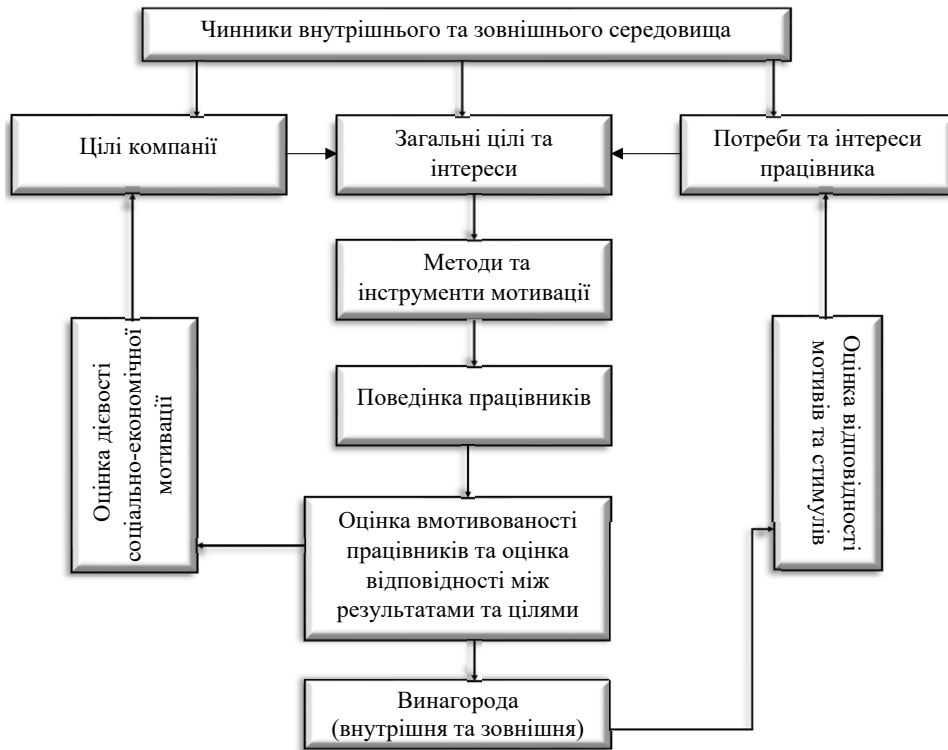 Чинники внутрішнього та зовнішнього середовища
Цілі компанії
Загальні цілі та
інтереси
Потреби та інтереси
працівника
Методи та
інструменти мотивації
Поведінка працівників
Оцінка дієвості
соціально-економічної
мотивації
Оцінка відповідності
мотивів та стимулів
Оцінка вмотивованості
працівників та оцінка
відповідності між
результатами та цілями
Винагорода
(внутрішня та зовнішня)